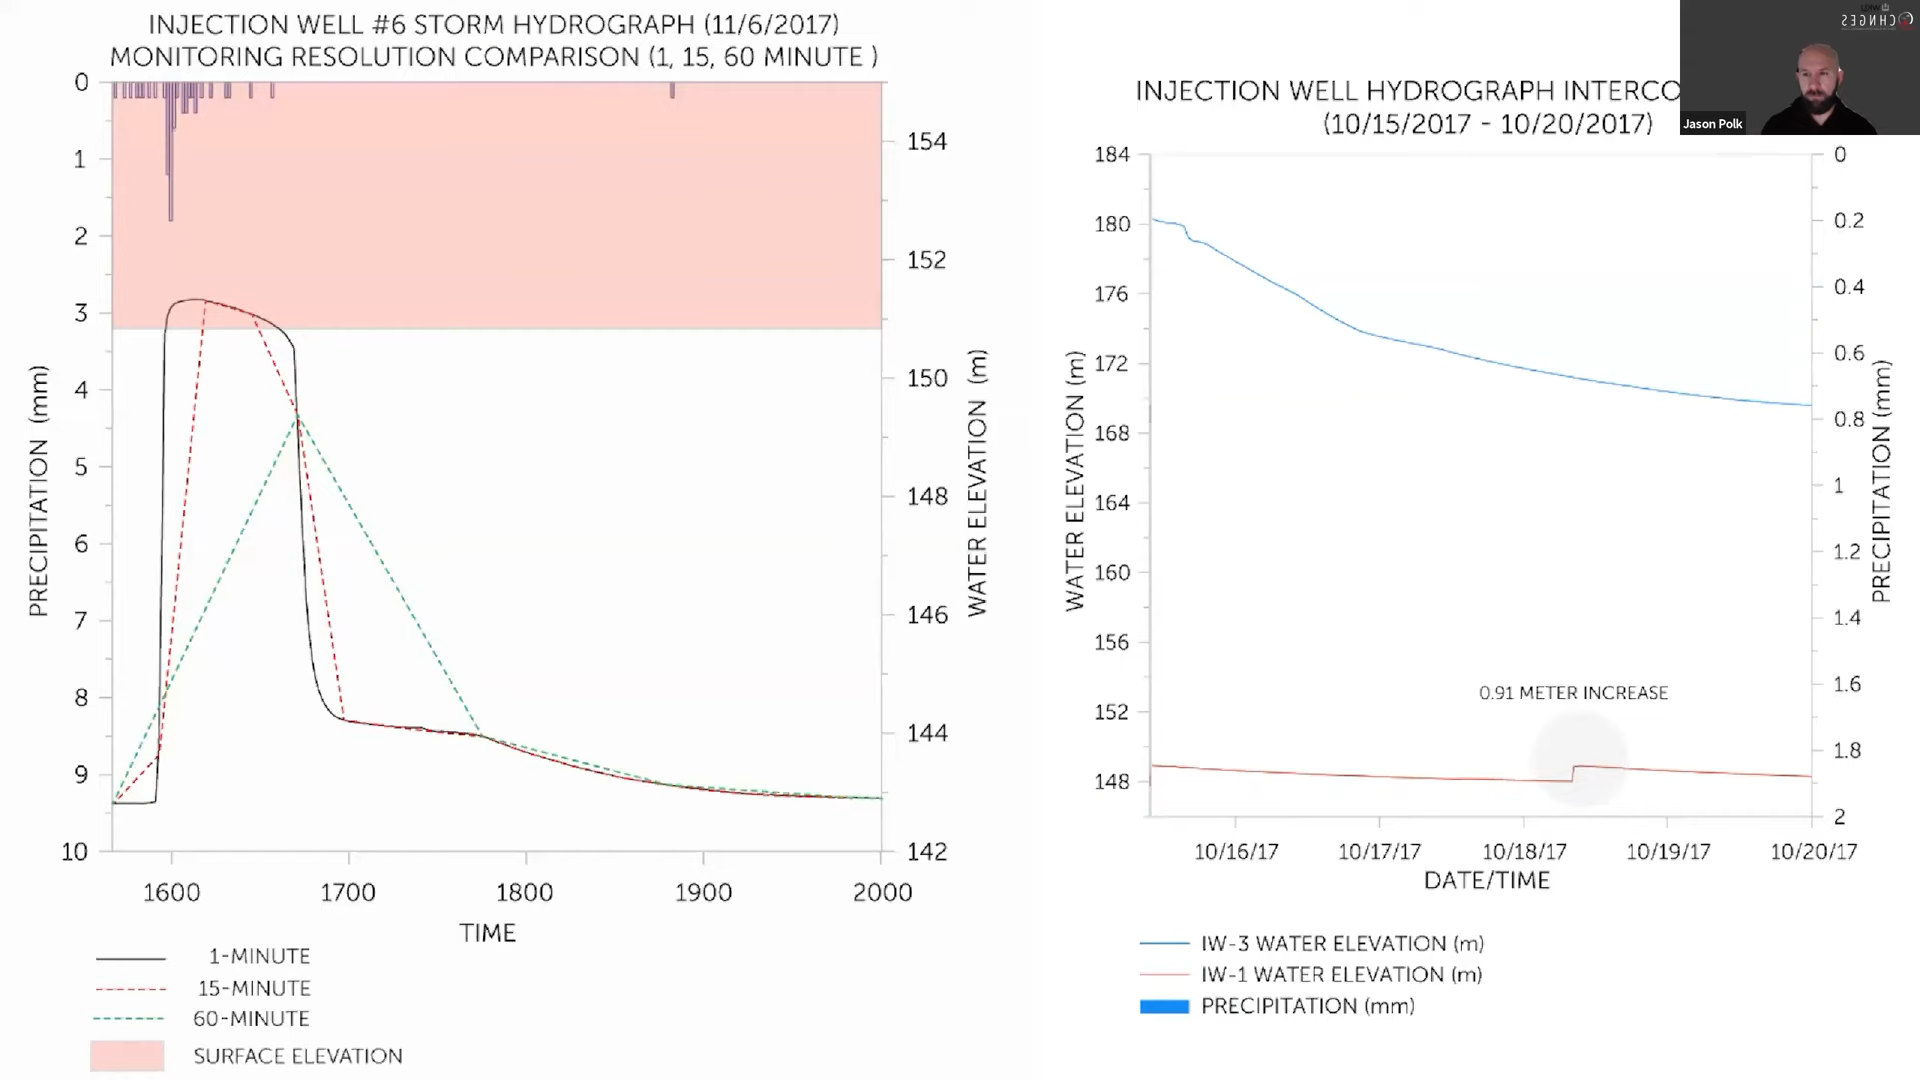 INJECTION WELL #6 STORM HYDROGRAPH (11/6/2017)
MONITORING RESOLUTION COMPARISON (1, 15, 60 MINUTE )
0
1
2
3
4
5
6
7
8
9
10
PRECIPITATION (mm)
154
152
150
148
146
144
142
WATER ELEVATION (m)
1600
1700
1800
1900
2000
TIME
1-MINUTE
15-MINUTE
60-MINUTE
SURFACE ELEVATION
INJECTION WELL HYDROGRAPH INTERCO
(10/15/2017 - 10/20/2017)
184
180
176
172
168
164
160
156
152
148
WATER ELEVATION (m)
0
0.2
0.4
0.6
0.8
1
1.2
1.4
1.6
1.8
2
PRECIPITATION (mm)
0.91 METER INCREASE
10/16/17
10/17/17
10/18/17
10/19/17
10/20/17
DATE/TIME
IW-3 WATER ELEVATION (m)
IW-1 WATER ELEVATION (m)
PRECIPITATION (mm)
WKU
CHNGES
Jason Polk